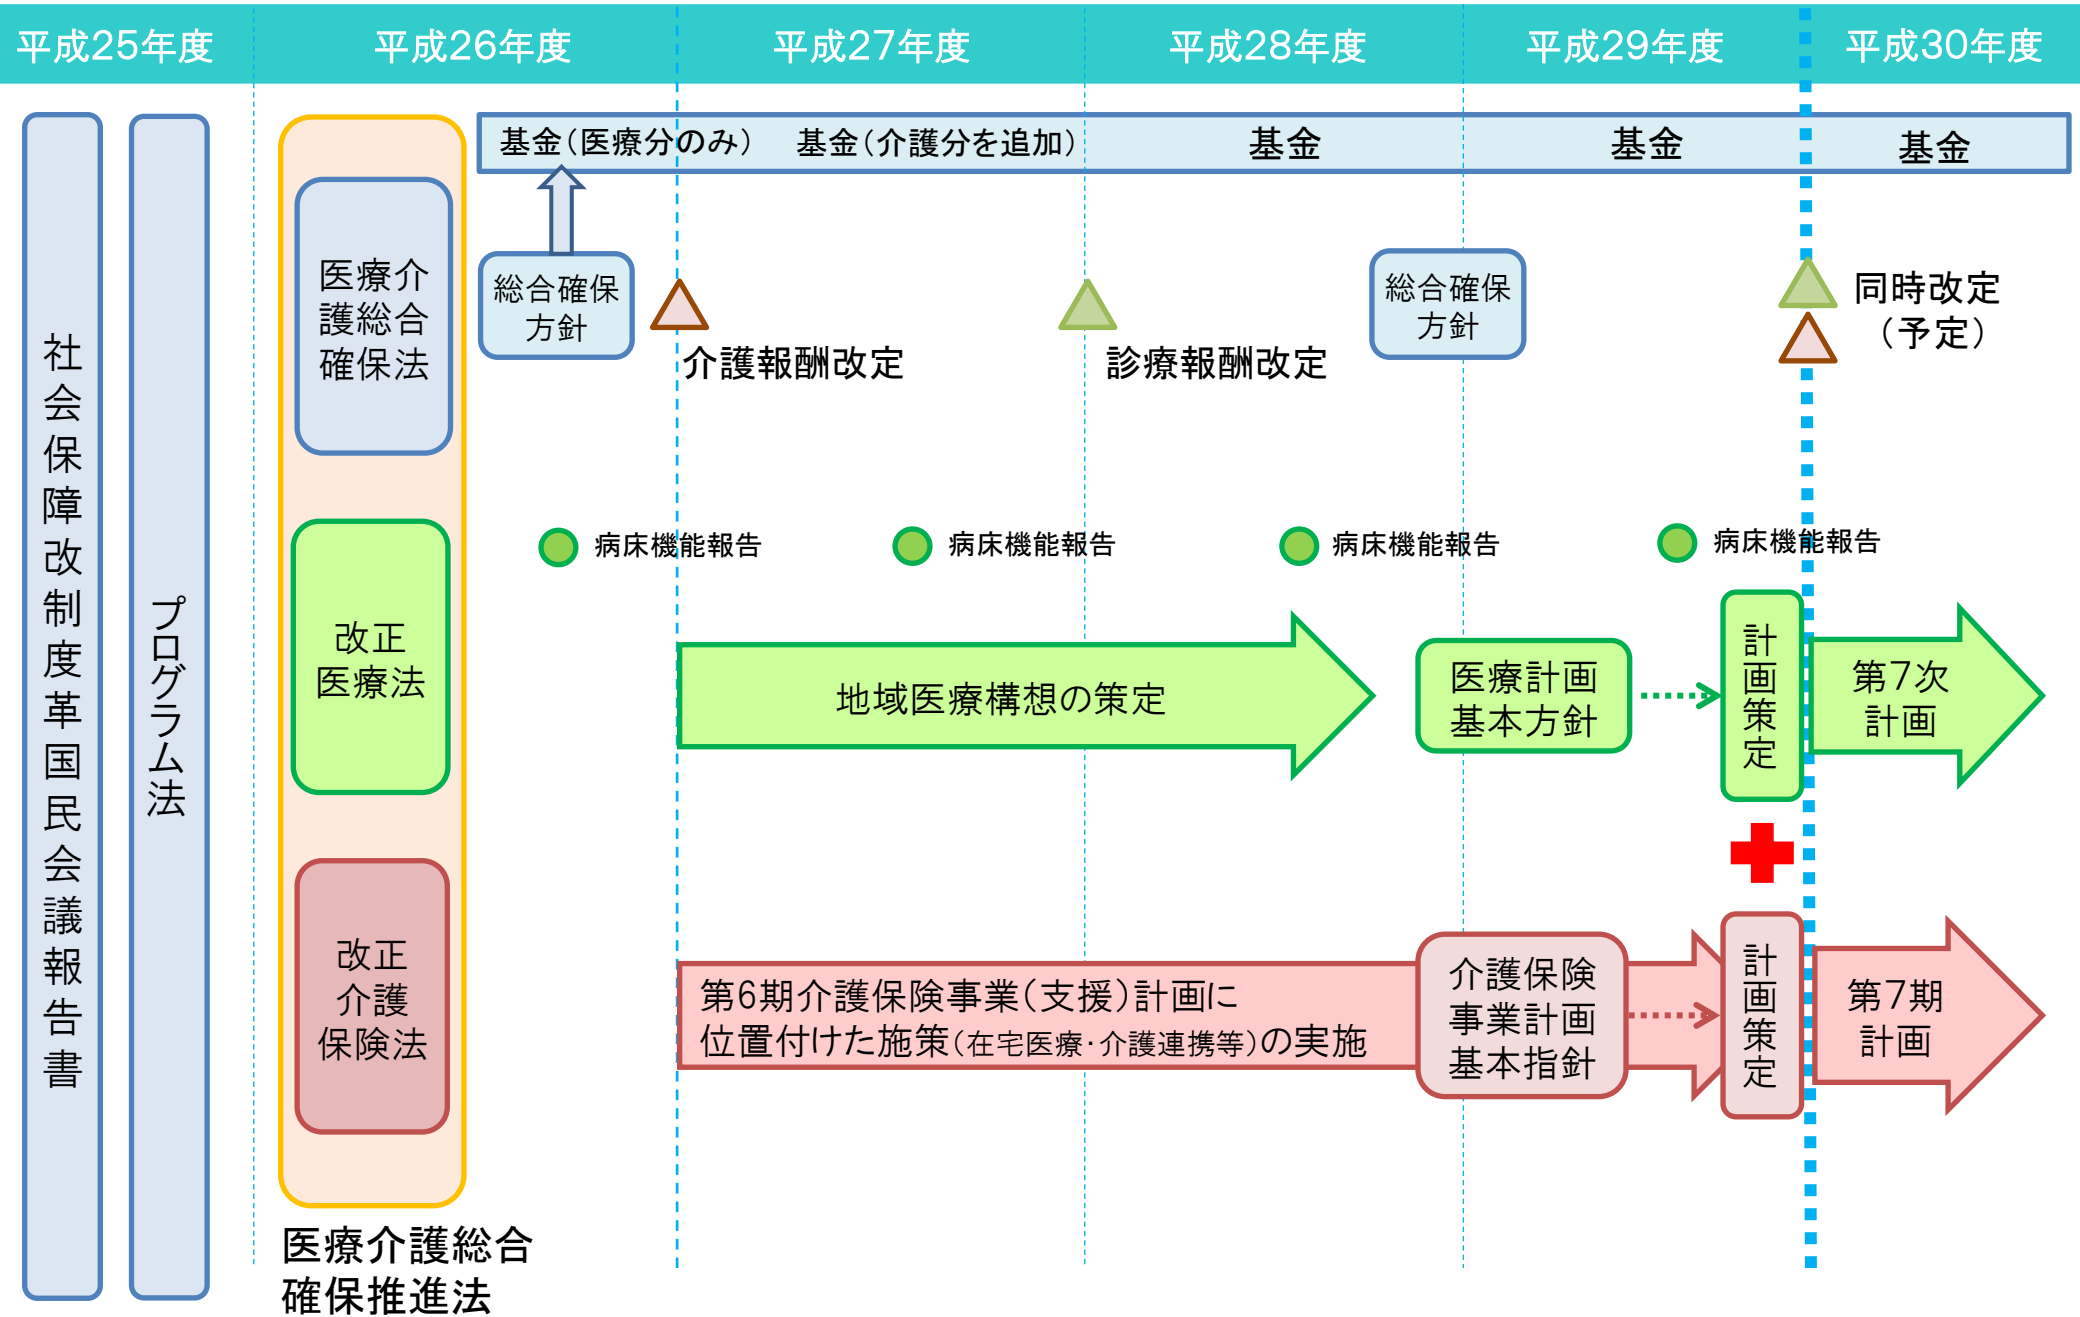 平成25年度
平成26年度
平成27年度
平成28年度
平成29年度
平成30年度
社会保障改制度革国民会議報告書
プログラム法
基金（医療分のみ）
基金（介護分を追加）
基金
基金
基金
医療介
護総合
確保法
総合確保
方針
介護報酬改定
診療報酬改定
総合確保
方針
同時改定
（予定）
病床機能報告
病床機能報告
病床機能報告
病床機能報告
改正
医療法
地域医療構想の策定
医療計画
基本方針
計画策定
第7次
計画
改正
介護
保険法
第6期介護保険事業（支援）計画に
位置付けた施策（在宅医療・介護連携等）の実施
介護保険
事業計画
基本指針
計画策定
第7期
計画
医療介護総合
確保推進法